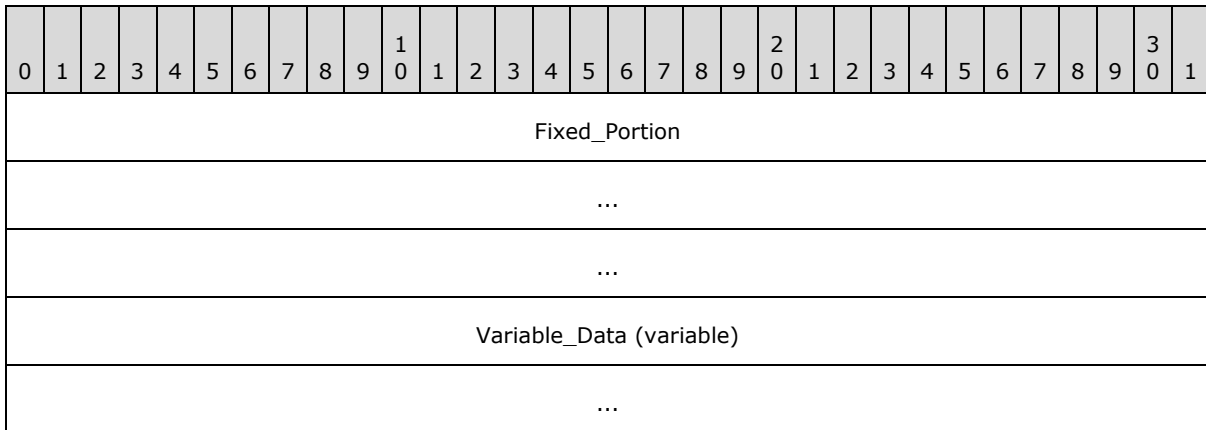 0 1 2 3 4 5 6 7 8 9 1 0 1 2 3 4 5 6 7 8 9 2 0 1 2 3 4 5 6 7 8 9 3 0 1
Fixed_Portion
...
...
Variable_Data (variable)
...